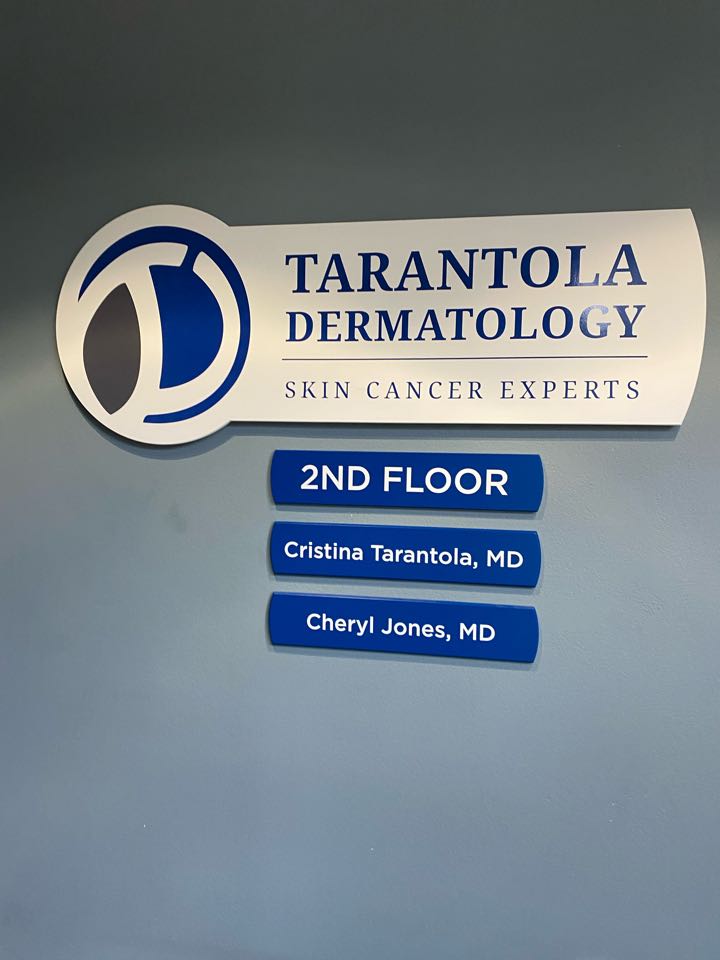 TARANTOLA
DERMATOLOGY
SKIN CANCER EXPERTS
2ND FLOOR
Cristina Tarantola, MD
Cheryl Jones, MD